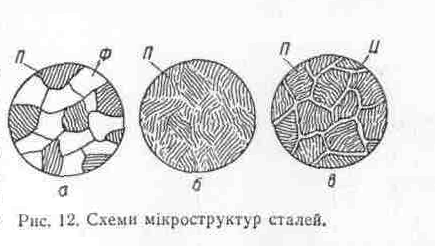 П Ф П П Ц
а б в
Рис. 12. Схеми мікроструктур сталей.